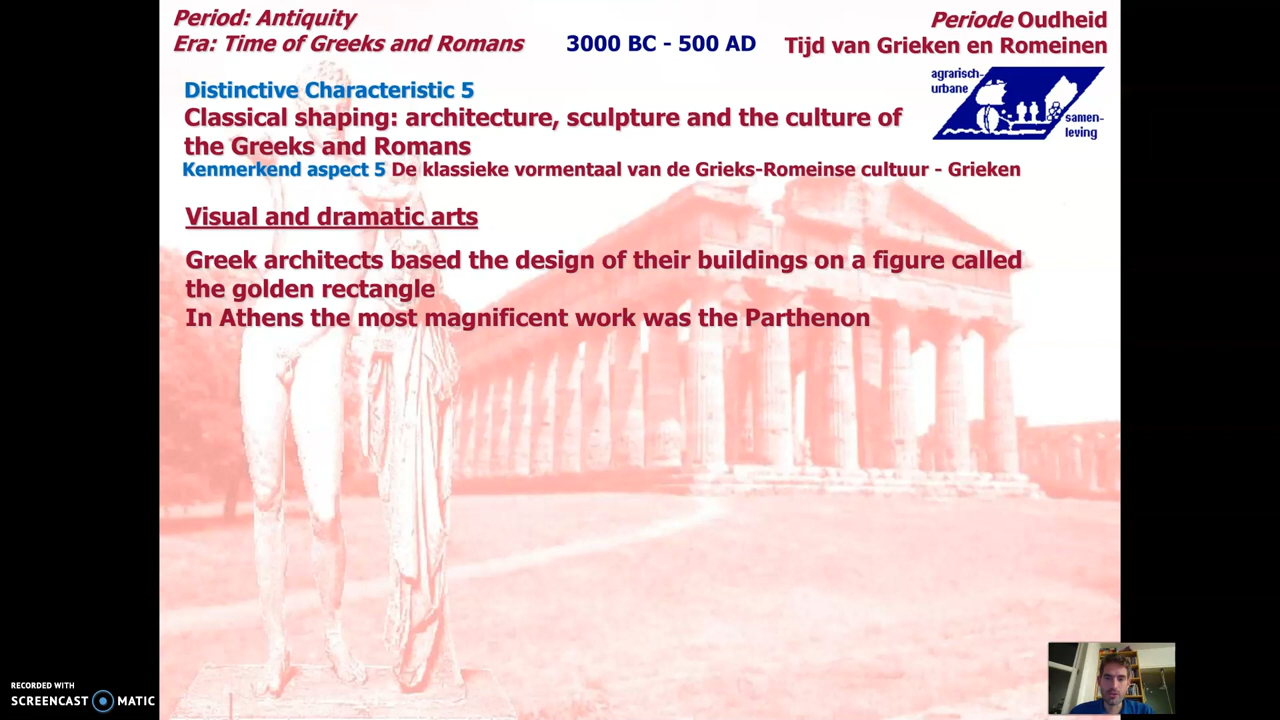 Period: Antiquity
Era: Time of Greeks and Romans
3000 BC - 500 AD
Periode Oudheid
Tijd van Grieken en Romeinen
agrarisch-
urbane
samen-
leving
Distinctive Characteristic 5
Classical shaping: architecture, sculpture and the culture of
the Greeks and Romans
Kenmerkend aspect 5 De klassieke vormentaal van de Grieks-Romeinse cultuur - Grieken
Visual and dramatic arts
Greek architects based the design of their buildings on a figure called
the golden rectangle
In Athens the most magnificent work was the Parthenon
RECORDED WITH
SCREENCAST MATIC